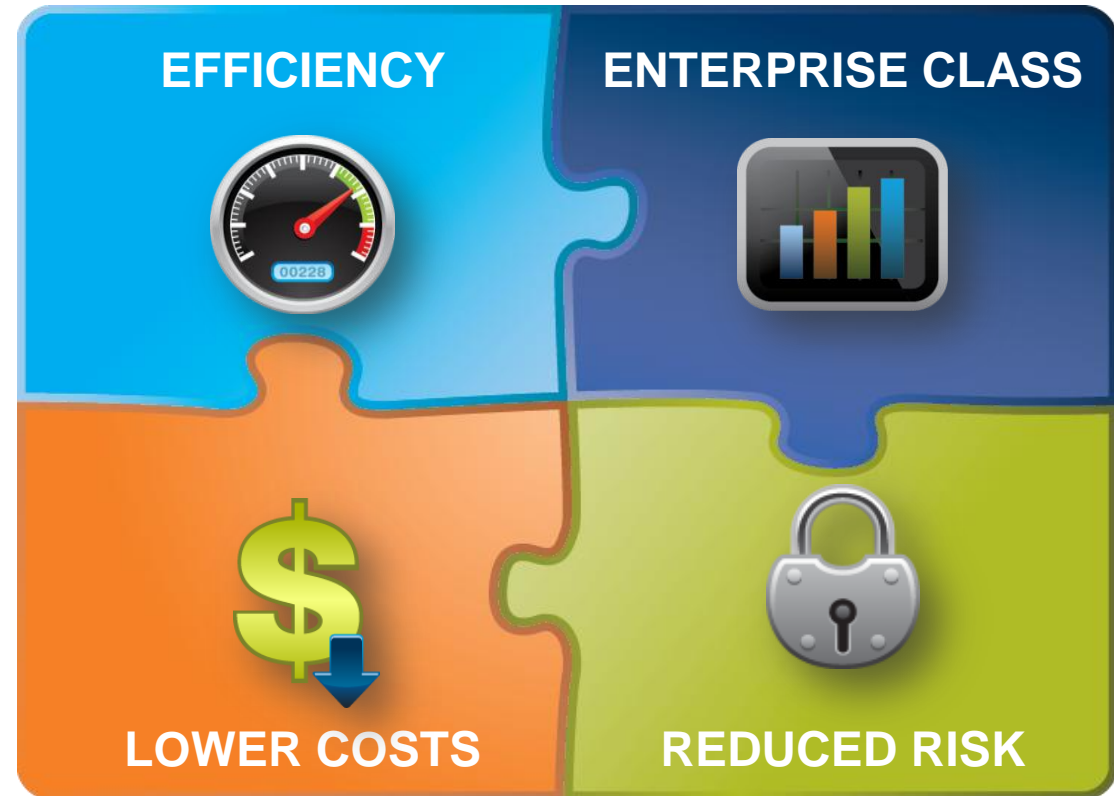 EFFICIENCY
ENTERPRISE CLASS
00228
$
LOWER COSTS
REDUCED RISK